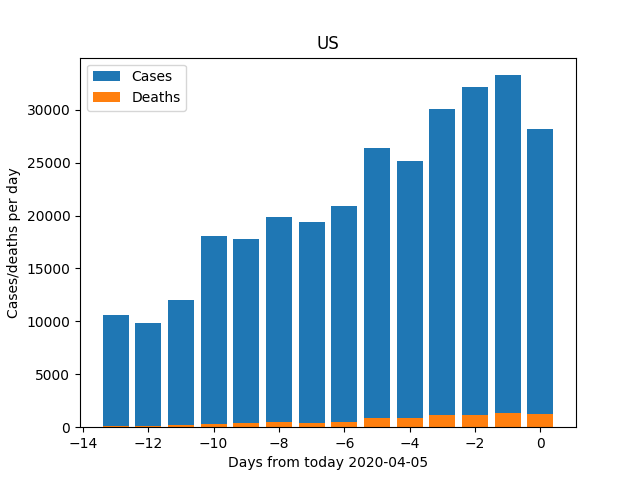 US
Cases
Deaths
Cases/deaths per day
30000
25000
20000
15000
10000
5000
0
−14 −12 −10 −8 −6 −4 −2 0
Days from today 2020-04-05